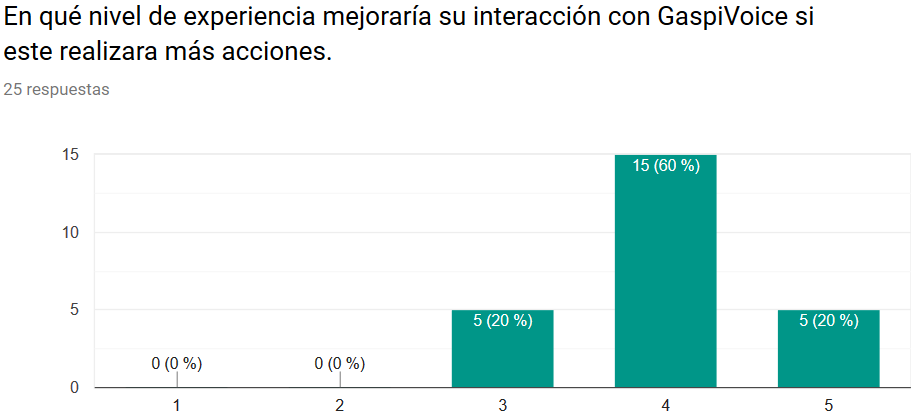 En qué nivel de experiencia mejoraría su interacción con GaspiVoice si
este realizara más acciones.
25 respuestas
15
10
5
0
0 (0 %)
0 (0 %)
5 (20 %)
15 (60 %)
5 (20 %)
1
2
3
4
5